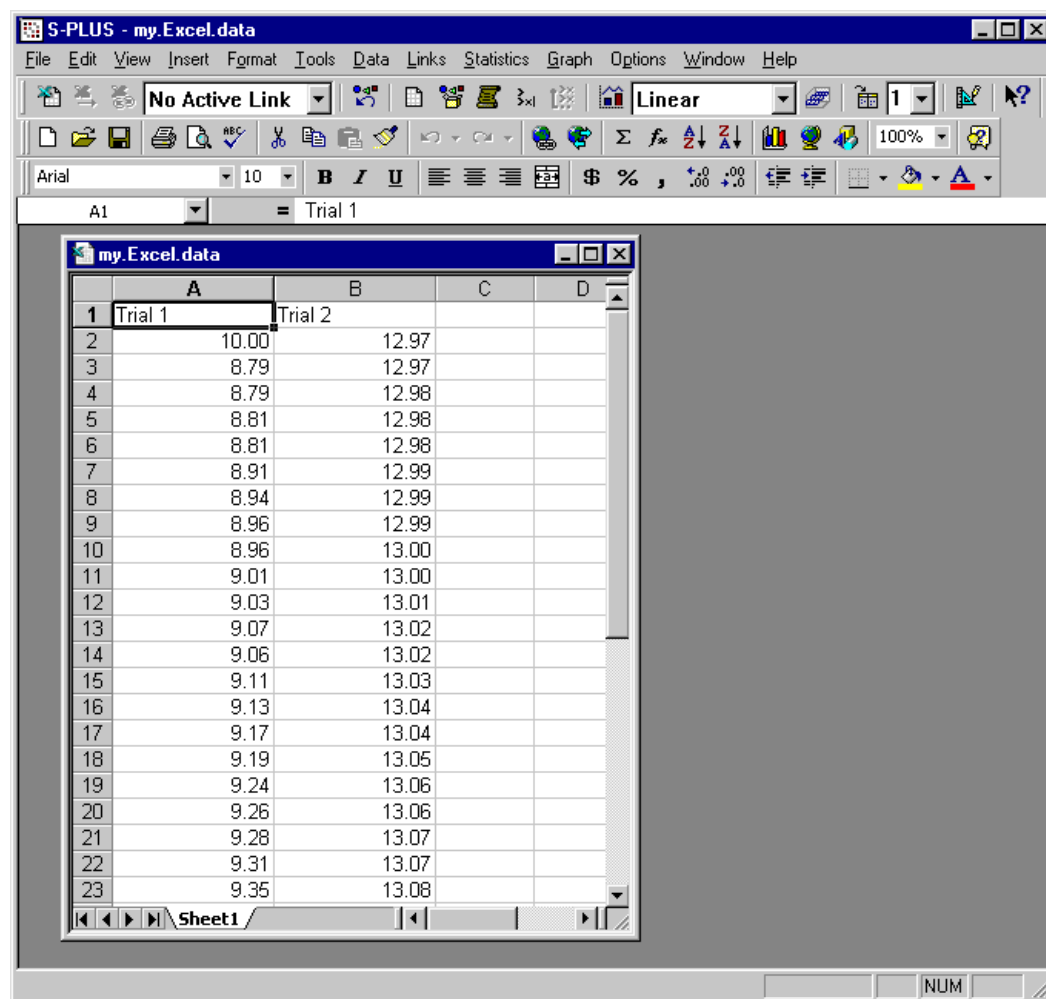 S-PLUS - my.Excel.data
File Edit View Insert Format Tools Data Links Statistics Graph Options Window Help
No Active Link Linear 1
ABC Σ 100%
Arial 10 B I U $ % , .00 .00 A
A1 = Trial 1
my.Excel.data
A B C D
1 Trial 1 Trial 2
2 10.00 12.97
3 8.79 12.97
4 8.79 12.98
5 8.81 12.98
6 8.81 12.98
7 8.91 12.99
8 8.94 12.99
9 8.96 12.99
10 8.96 13.00
11 9.01 13.00
12 9.03 13.01
13 9.07 13.02
14 9.06 13.02
15 9.11 13.03
16 9.13 13.04
17 9.17 13.04
18 9.19 13.05
19 9.24 13.06
20 9.26 13.06
21 9.28 13.07
22 9.31 13.07
23 9.35 13.08
Sheet1
NUM